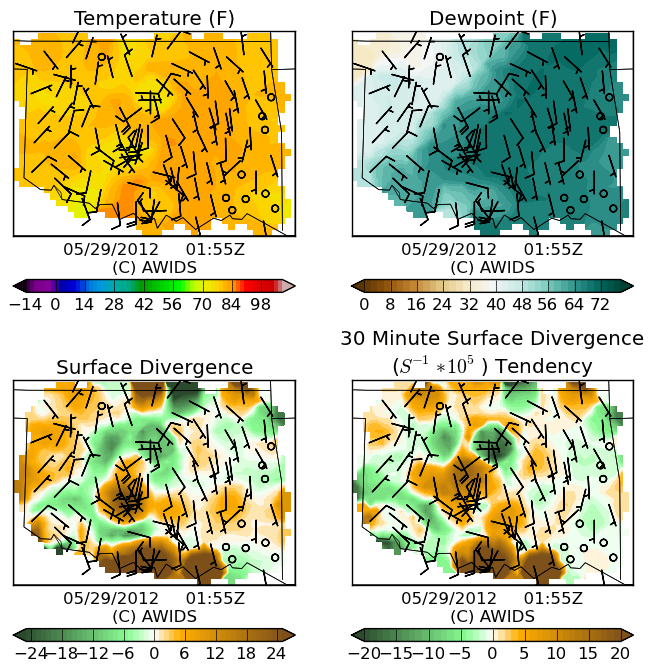 Temperature (F)
Dewpoint (F)
05/29/2012 01:55Z
(C) AWIDS
05/29/2012 01:55Z
(C) AWIDS
−14 0 14 28 42 56 70 84 98
0 8 16 24 32 40 48 56 64 72
Surface Divergence
30 Minute Surface Divergence
(S⁻¹ *10⁵ ) Tendency
05/29/2012 01:55Z
(C) AWIDS
05/29/2012 01:55Z
(C) AWIDS
−24 −18 −12 −6 0 6 12 18 24
−20 −15 −10 −5 0 5 10 15 20